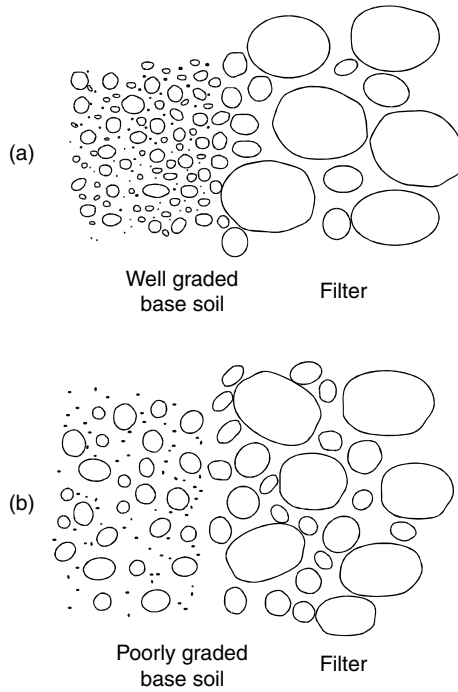 (a)
Well graded
base soil
Filter
(b)
Poorly graded
base soil
Filter